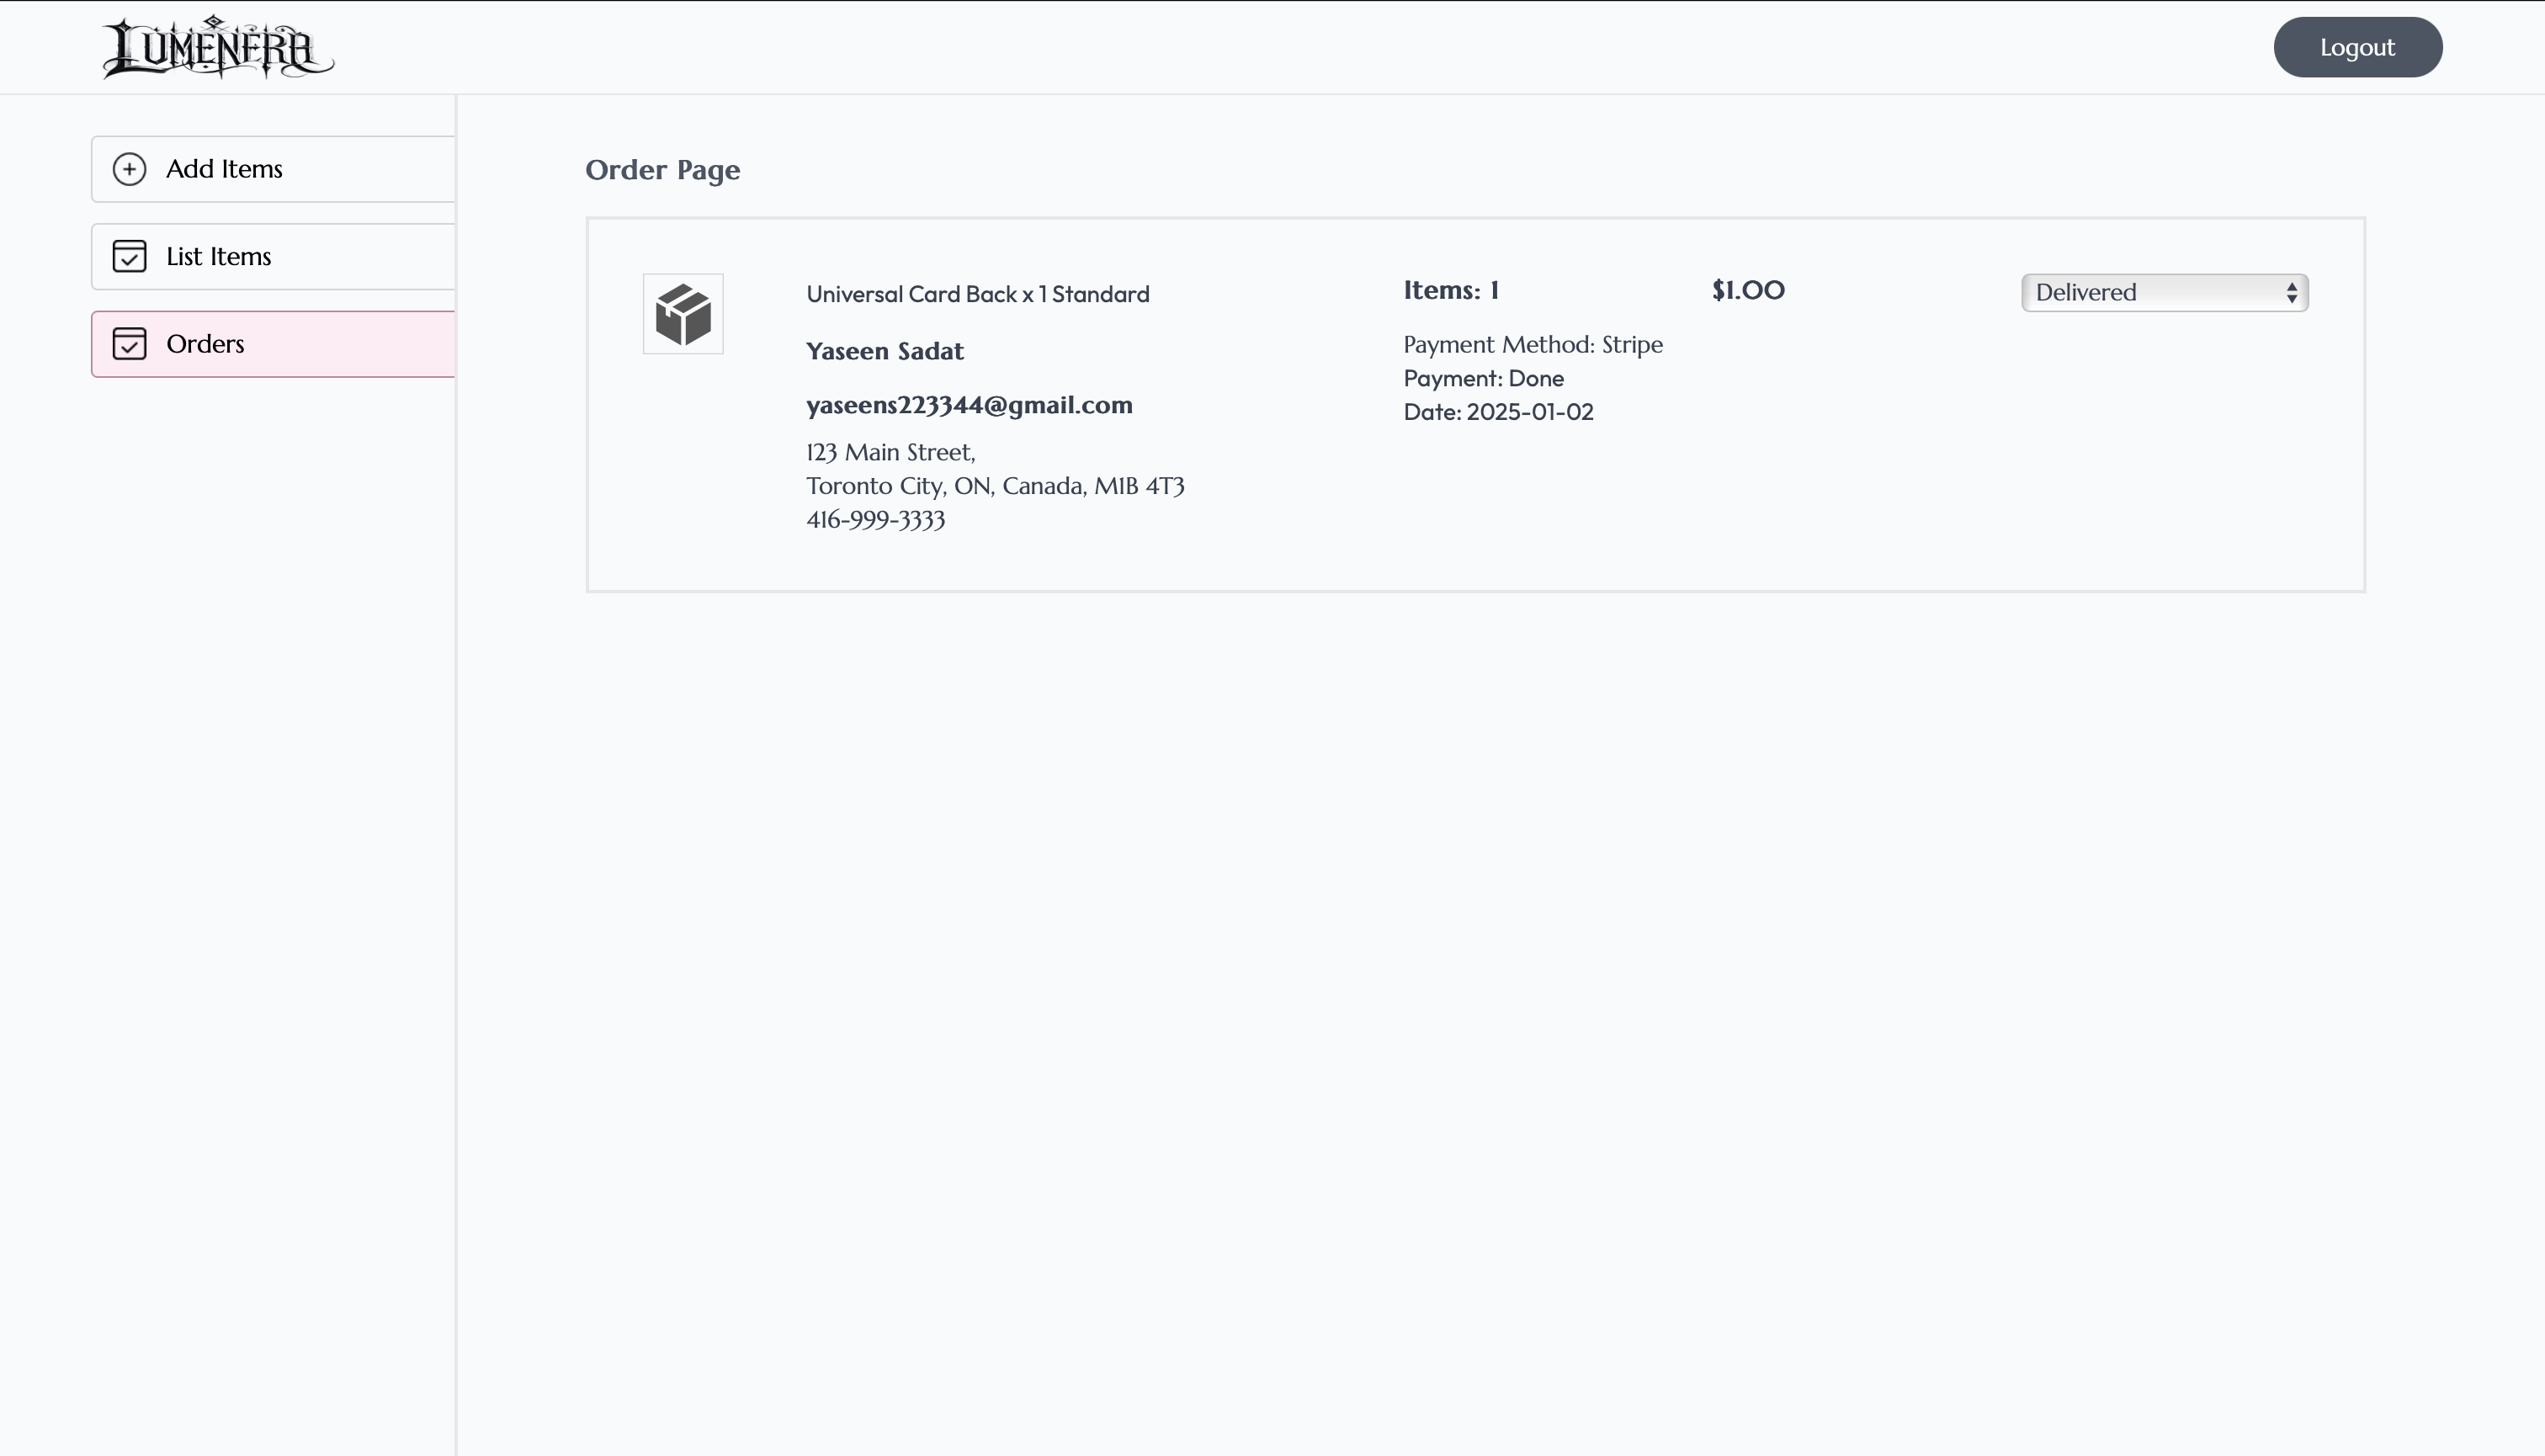 LUMENERA
Logout
Add Items
List Items
Orders
Order Page
Universal Card Back x 1 Standard
Yaseen Sadat
yaseens223344@gmail.com
123 Main Street,
Toronto City, ON, Canada, M1B 4T3
416-999-3333
Items: 1
Payment Method: Stripe
Payment: Done
Date: 2025-01-02
$1.00
Delivered